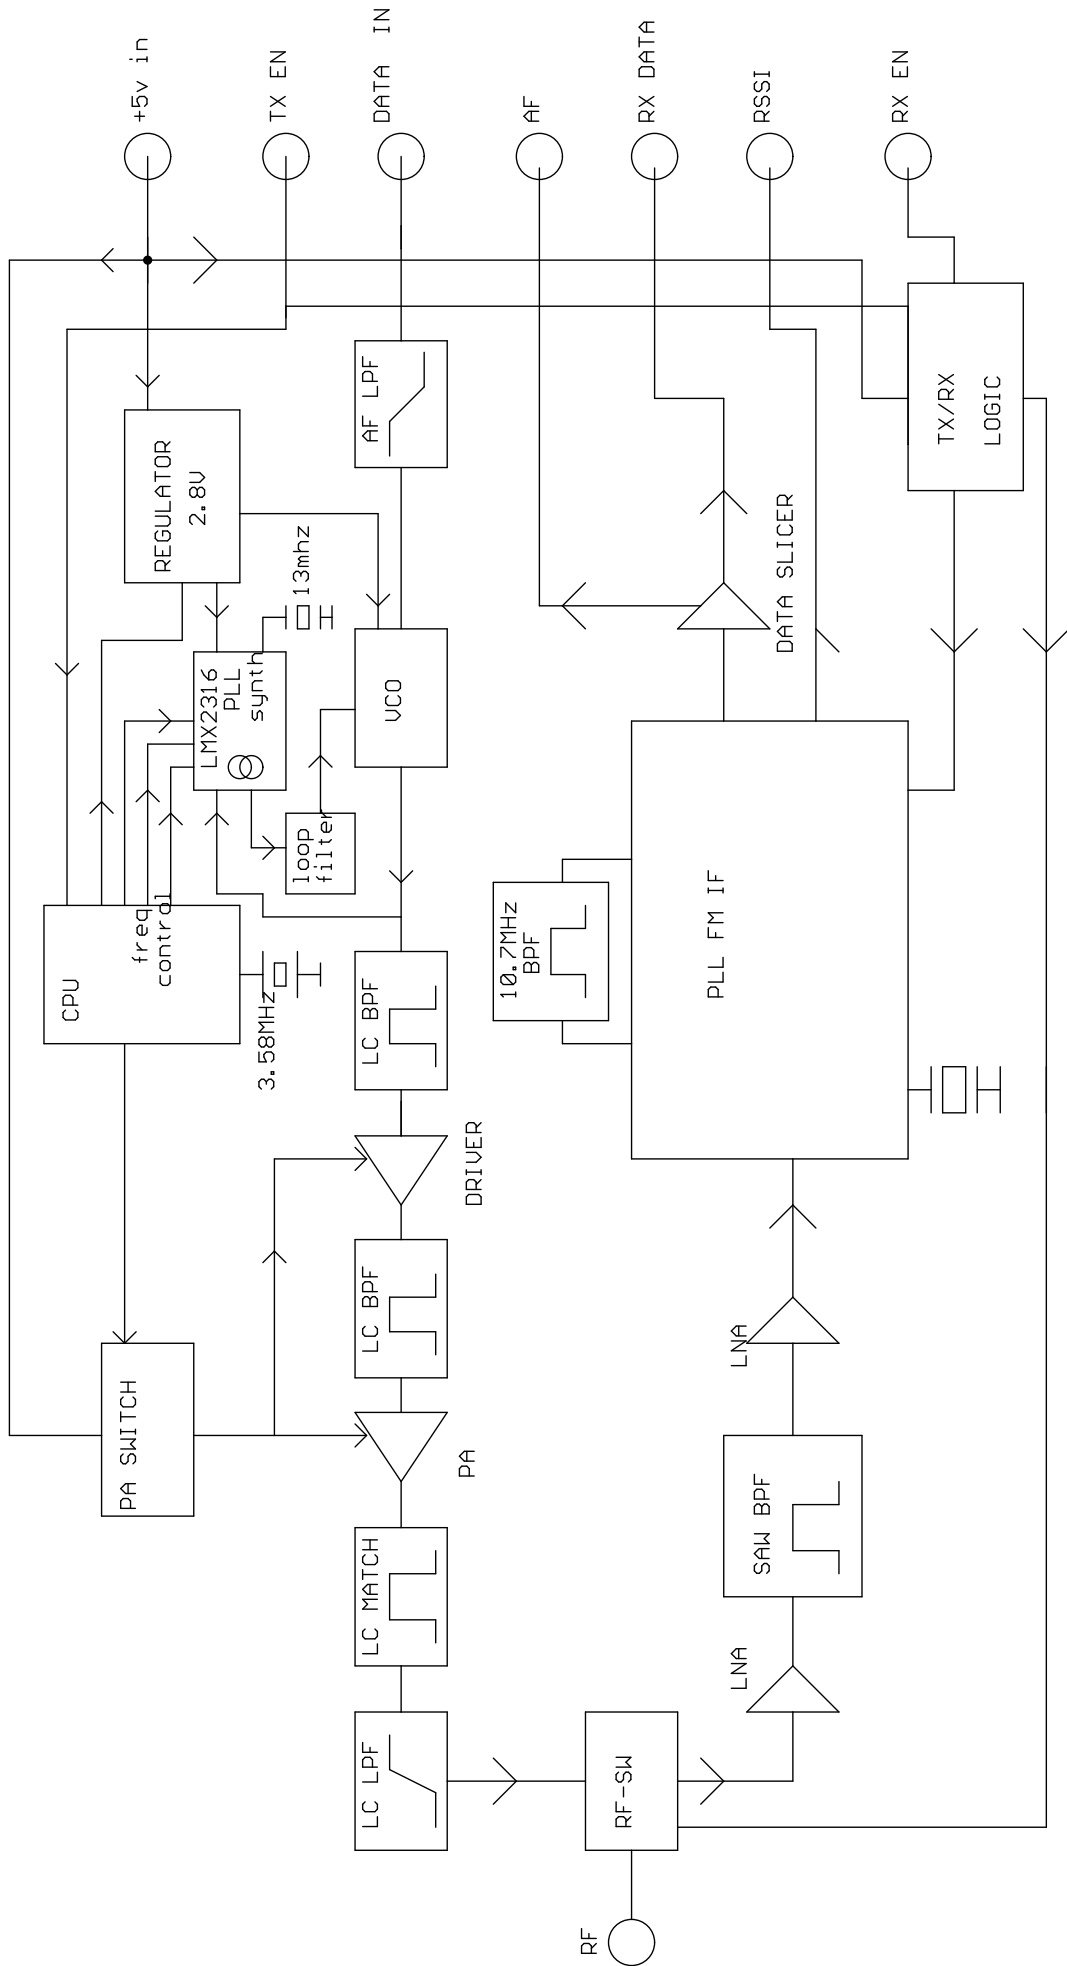 +5v in
TX EN
DATA IN
AF
RX DATA
RSSI
RX EN
REGULATOR
2.8V
AF LPF
TX/RX
LOGIC
13mhz
LMX2316
PLL
synth
VCO
DATA SLICER
loop
filter
CPU
freq
control
3.58MHz
LC BPF
10.7MHz
BPF
PLL FM IF
DRIVER
LC BPF
PA SWITCH
PA
LNA
LC MATCH
SAW BPF
LNA
LC LPF
RF-SW
RF